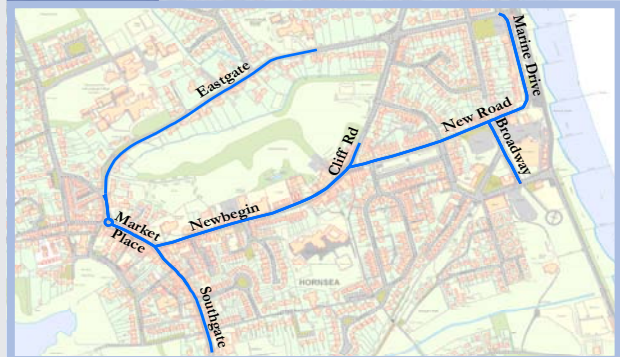 Marine Drive
Eastgate
New Road
Cliff Rd
Broadway
Newbegin
Market
Place
HORNSEA
Southgate